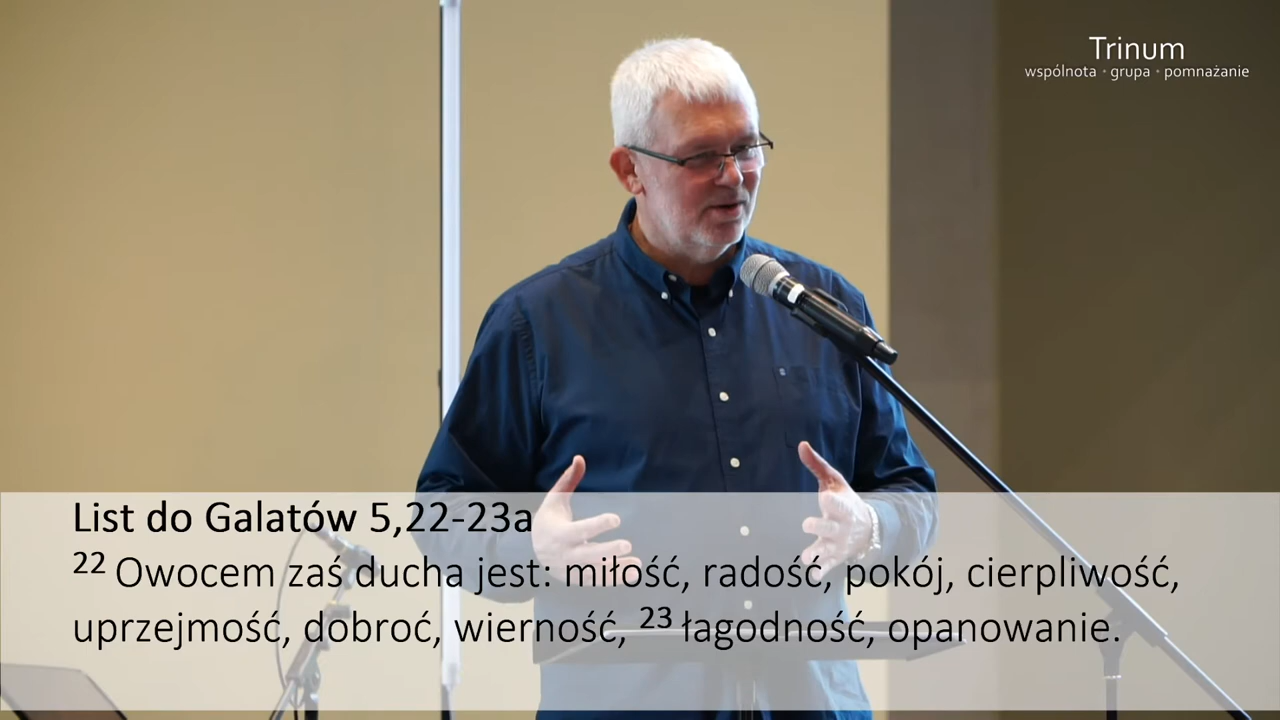 Trinum
wspólnota · grupa · pomnażanie
List do Galatów 5,22-23a
22 Owocem zaś ducha jest: miłość, radość, pokój, cierpliwość,
uprzejmość, dobroć, wierność, 23 łagodność, opanowanie.